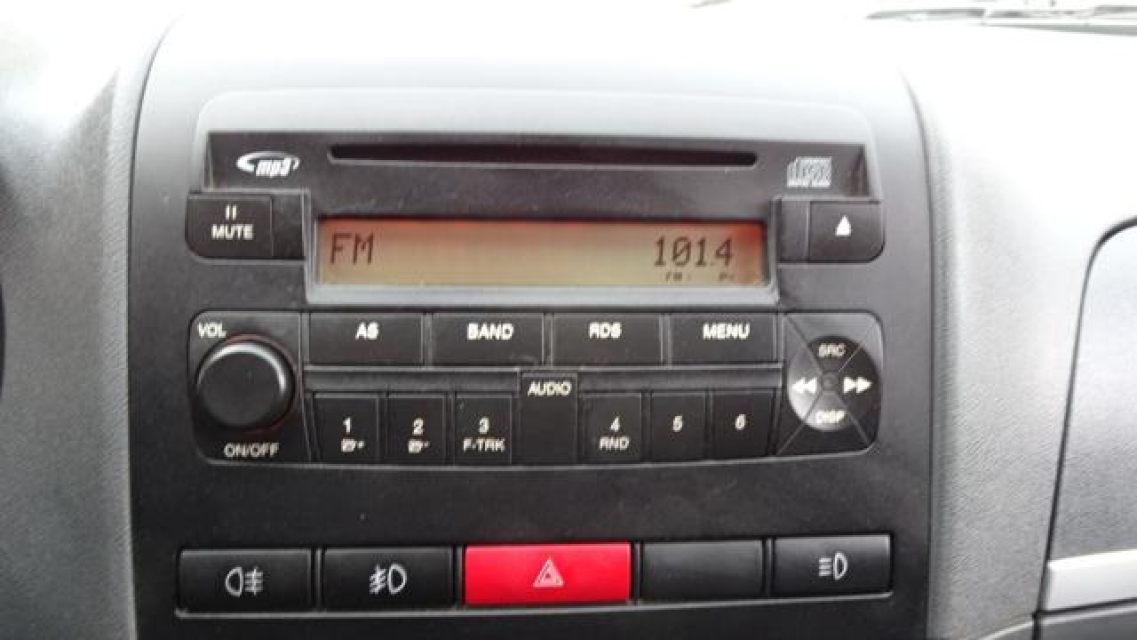 mp3
MUTE
FM 101.4
VOL
AS BAND RDS MENU
SRC
AUDIO
DISP
1 2 3 4 5 6
F-TRK RND
ON/OFF